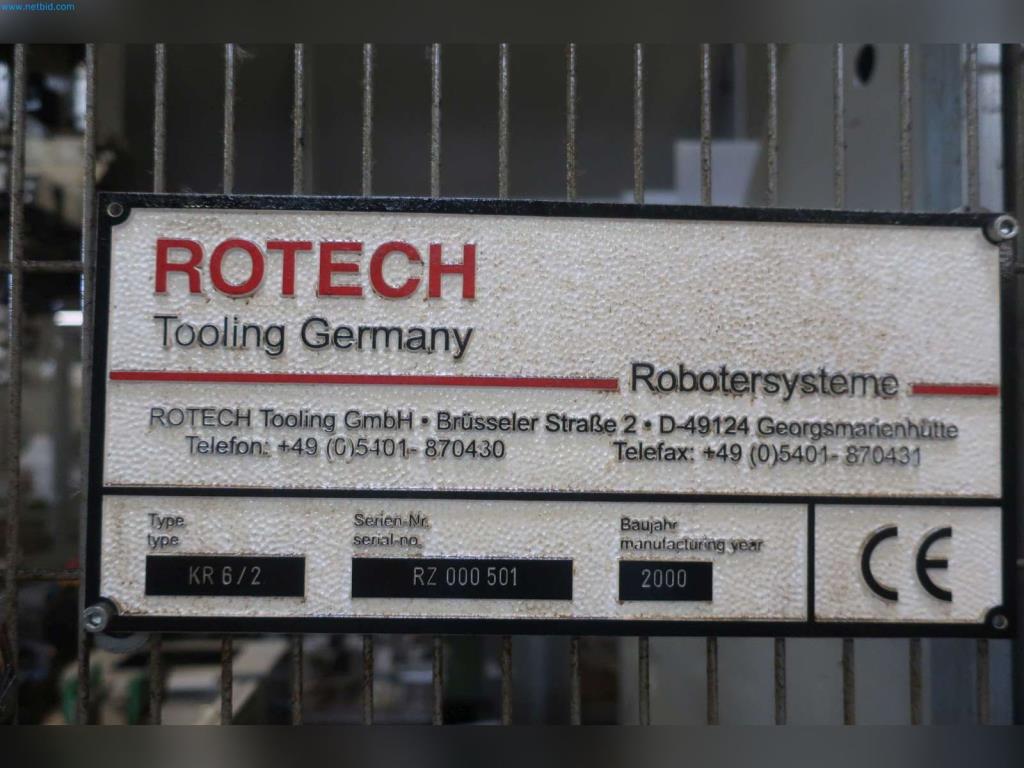 www.netbid.com
ROTECH
Tooling Germany
Robotersysteme
ROTECH Tooling GmbH • Brüsseler Straße 2 • D-49124 Georgsmarienhütte
Telefon: +49 (0)5401- 870430 Telefax: +49 (0)5401- 870431
Type Serien-Nr. Baujahr
type serial-no. manufacturing year
KR 6/2 RZ 000 501 2000
CE